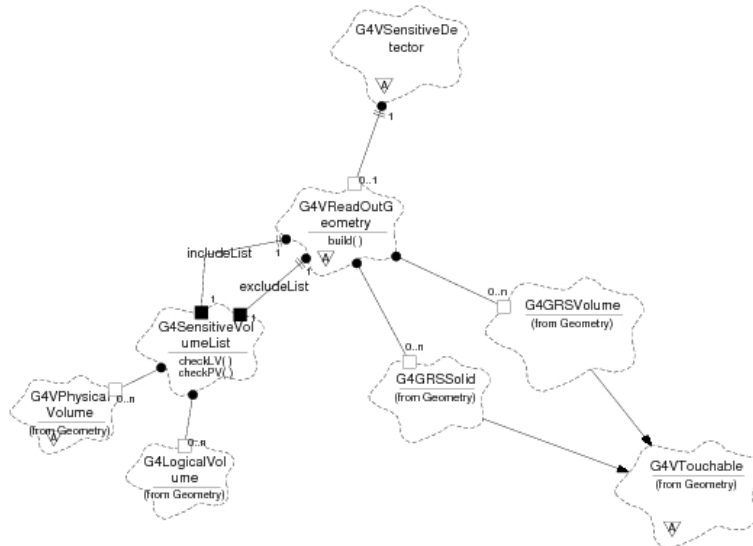 G4VSensitiveDe
tector
A
1
0..1
G4VReadOutG
eometry
build( )
A
1
1
includeList
excludeList
1
1
G4SensitiveVol
umeList
checkLV( )
checkPV( )
0..n
G4GRSVolume
(from Geometry)
0..n
G4GRSSolid
(from Geometry)
G4VPhysical
Volume
(from Geometry)
A
0..n
0..n
G4LogicalVol
ume
(from Geometry)
G4VTouchable
(from Geometry)
A